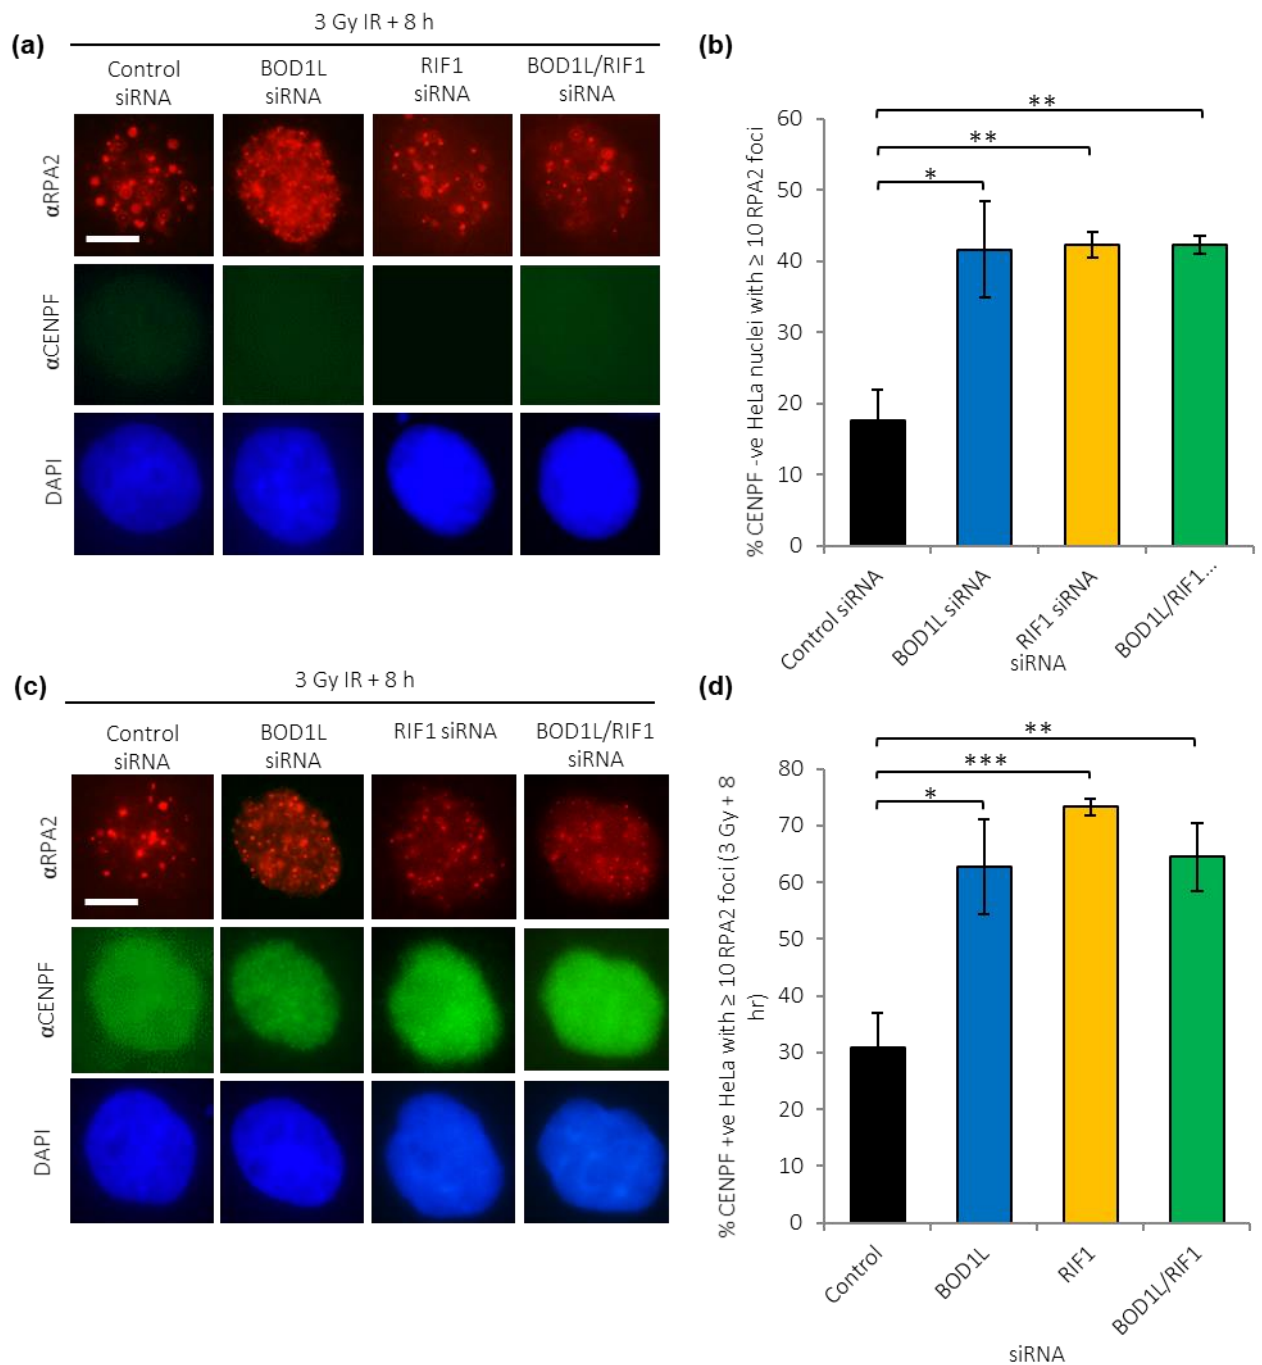 (a)
3 Gy IR + 8 h
Control
siRNA
BOD1L
siRNA
RIF1
siRNA
BOD1L/RIF1
siRNA
αRPA2
αCENPF
DAPI
(b)
% CENPF -ve HeLa nuclei with ≥ 10 RPA2 foci
60
50
40
30
20
10
0
*
**
**
Control siRNA
BOD1L siRNA
RIF1 siRNA
BOD1L/RIF1...
siRNA
(c)
3 Gy IR + 8 h
Control
siRNA
BOD1L
siRNA
RIF1 siRNA
BOD1L/RIF1
siRNA
αRPA2
αCENPF
DAPI
(d)
% CENPF +ve HeLa with ≥ 10 RPA2 foci (3 Gy + 8
hr)
80
70
60
50
40
30
20
10
0
*
***
**
Control
BOD1L
RIF1
BOD1L/RIF1
siRNA